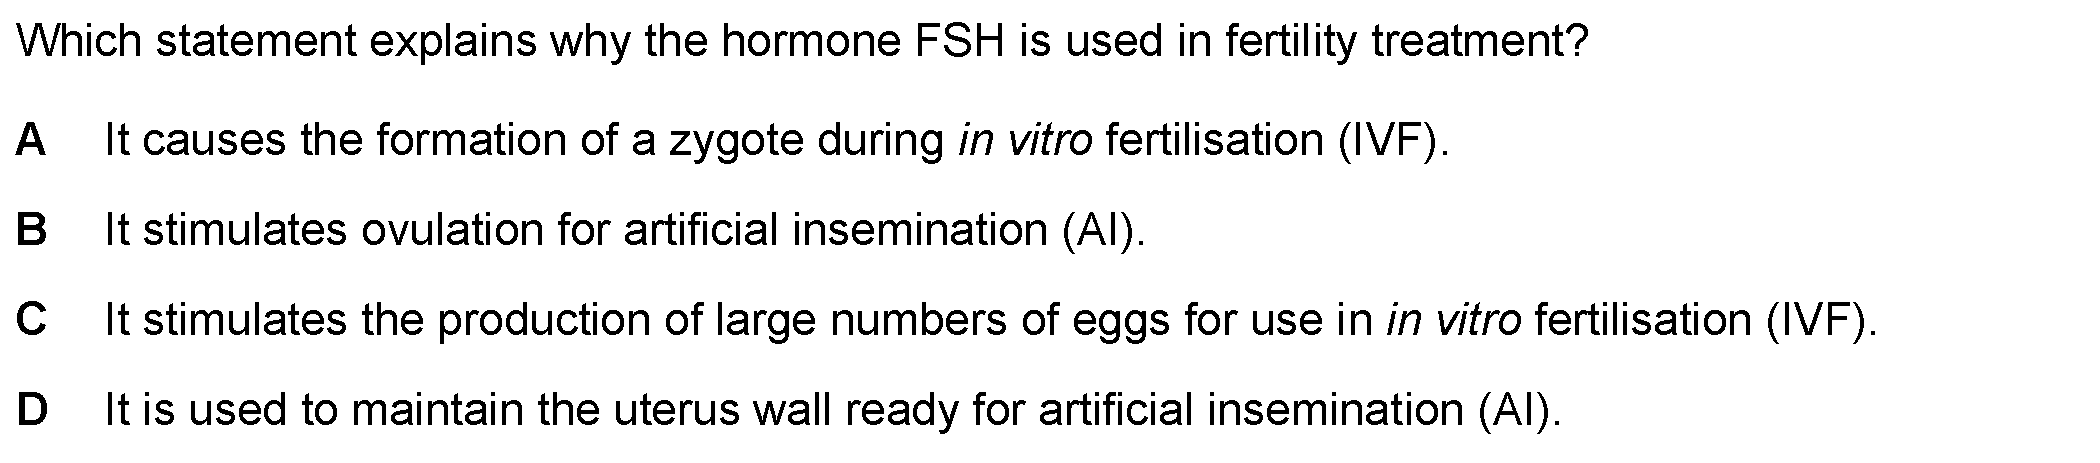 Which statement explains why the hormone FSH is used in fertility treatment?
A It causes the formation of a zygote during in vitro fertilisation (IVF).
B It stimulates ovulation for artificial insemination (AI).
C It stimulates the production of large numbers of eggs for use in in vitro fertilisation (IVF).
D It is used to maintain the uterus wall ready for artificial insemination (AI).